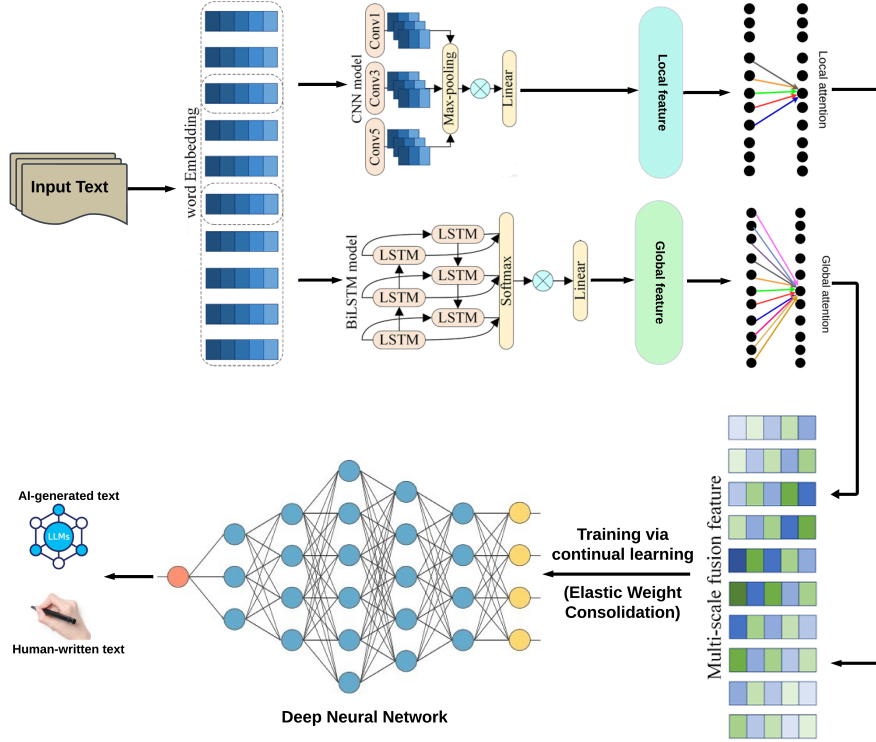 Input Text
word Embedding
CNN model
Conv1
Conv3
Conv5
Max-pooling
Linear
Local feature
Local attention
BiLSTM model
LSTM
LSTM
LSTM
LSTM
LSTM
LSTM
Softmax
Linear
Global feature
Global attention
Multi-scale fusion feature
Training via
continual learning
(Elastic Weight
Consolidation)
Deep Neural Network
AI-generated text
LLMs
Human-written text